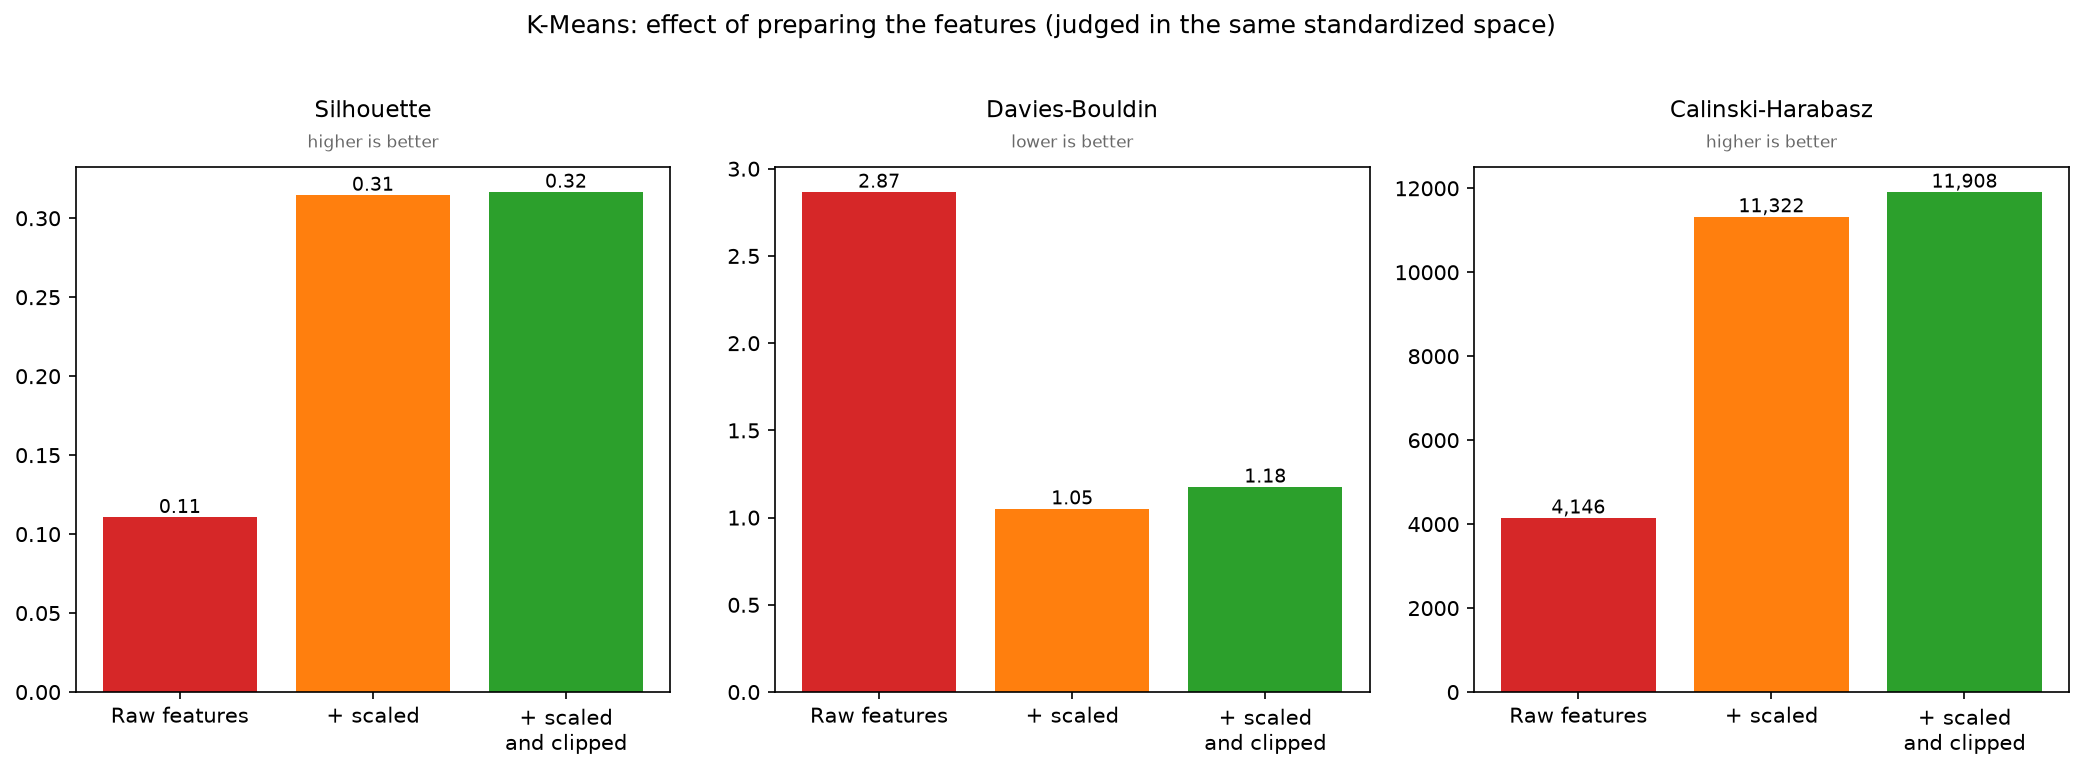 K-Means: effect of preparing the features (judged in the same standardized space)
Silhouette
higher is better
0.30
0.25
0.20
0.15
0.10
0.05
0.00
0.11
0.31
0.32
Raw features
+ scaled
+ scaled
and clipped
Davies-Bouldin
lower is better
3.0
2.5
2.0
1.5
1.0
0.5
0.0
2.87
1.05
1.18
Raw features
+ scaled
+ scaled
and clipped
Calinski-Harabasz
higher is better
12000
10000
8000
6000
4000
2000
0
4,146
11,322
11,908
Raw features
+ scaled
+ scaled
and clipped